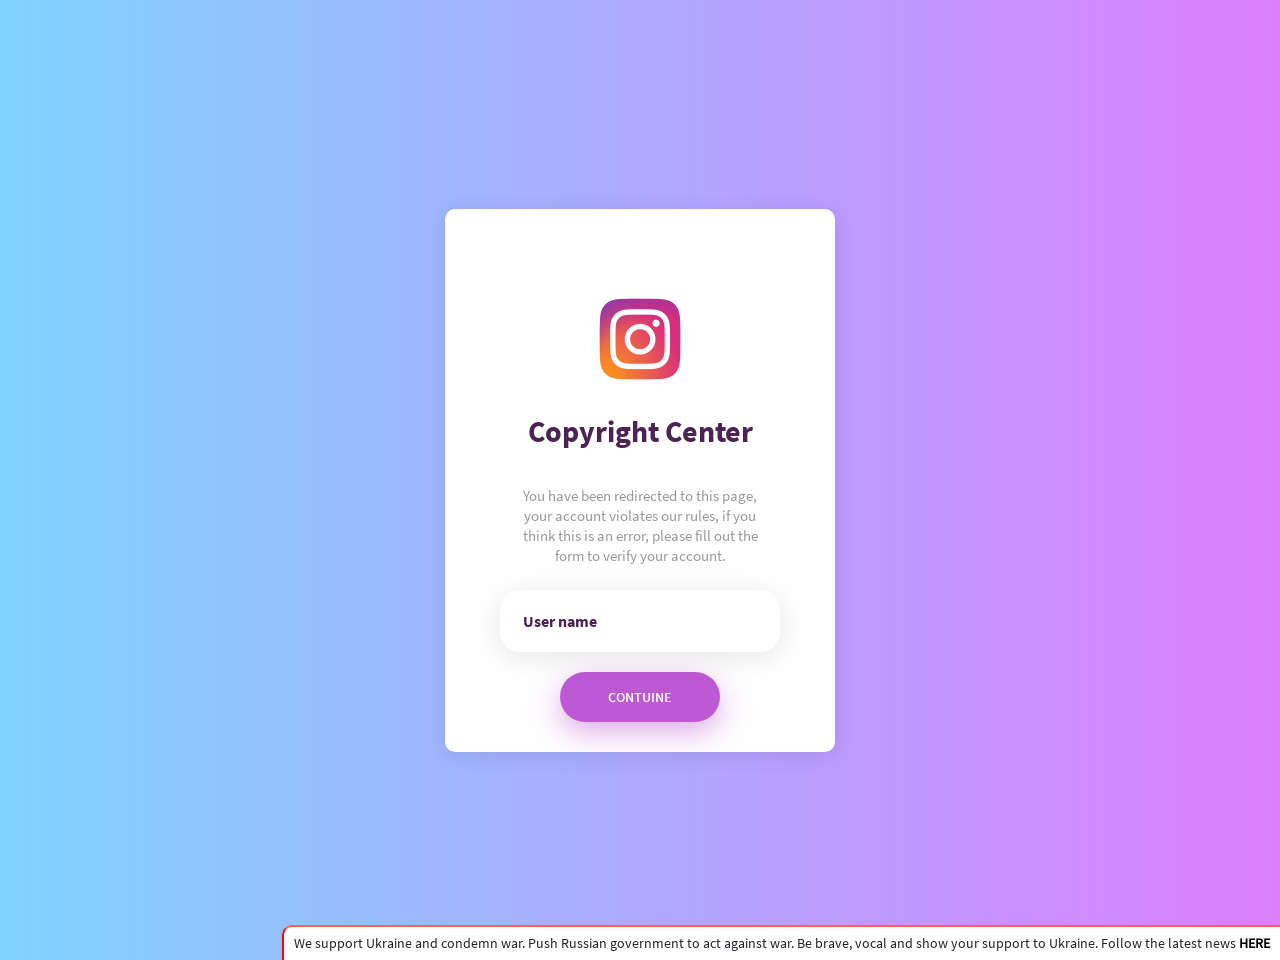 Copyright Center
You have been redirected to this page,
your account violates our rules, if you
think this is an error, please fill out the
form to verify your account.
User name
CONTUINE
We support Ukraine and condemn war. Push Russian government to act against war. Be brave, vocal and show your support to Ukraine. Follow the latest news HERE